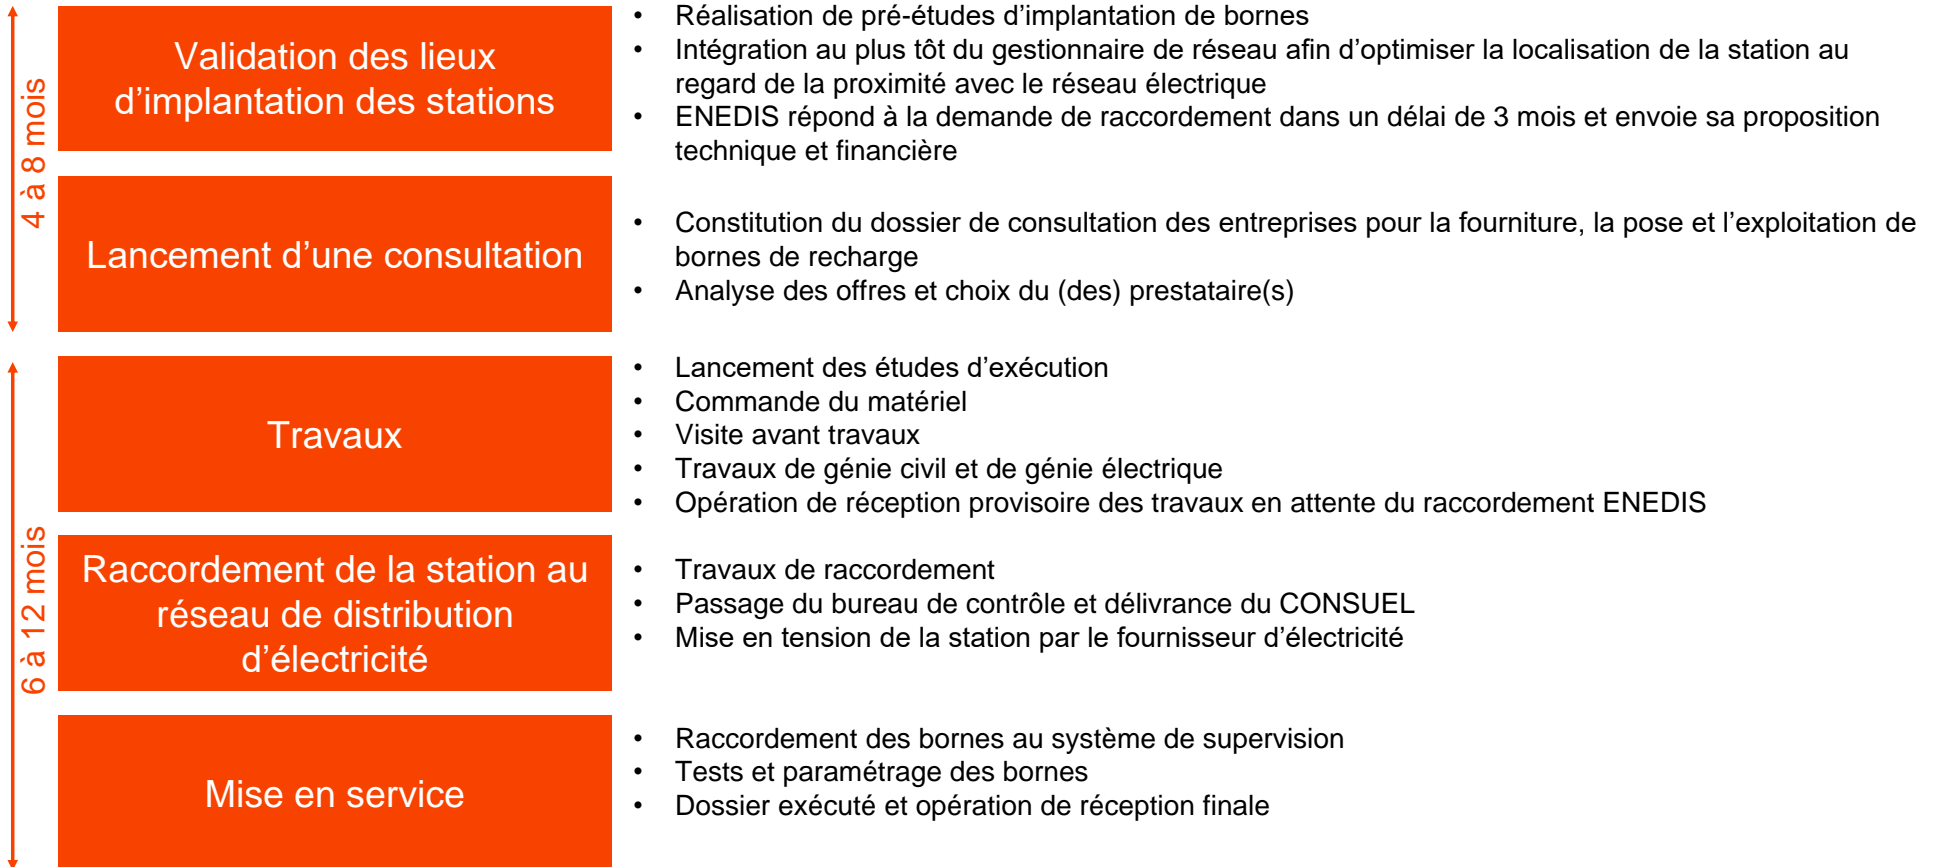 4 à 8 mois
Validation des lieux
d’implantation des stations
• Réalisation de pré-études d’implantation de bornes
• Intégration au plus tôt du gestionnaire de réseau afin d’optimiser la localisation de la station au
regard de la proximité avec le réseau électrique
• ENEDIS répond à la demande de raccordement dans un délai de 3 mois et envoie sa proposition
technique et financière
Lancement d’une consultation
• Constitution du dossier de consultation des entreprises pour la fourniture, la pose et l’exploitation de
bornes de recharge
• Analyse des offres et choix du (des) prestataire(s)
6 à 12 mois
Travaux
• Lancement des études d’exécution
• Commande du matériel
• Visite avant travaux
• Travaux de génie civil et de génie électrique
• Opération de réception provisoire des travaux en attente du raccordement ENEDIS
Raccordement de la station au
réseau de distribution
d’électricité
• Travaux de raccordement
• Passage du bureau de contrôle et délivrance du CONSUEL
• Mise en tension de la station par le fournisseur d’électricité
Mise en service
• Raccordement des bornes au système de supervision
• Tests et paramétrage des bornes
• Dossier exécuté et opération de réception finale